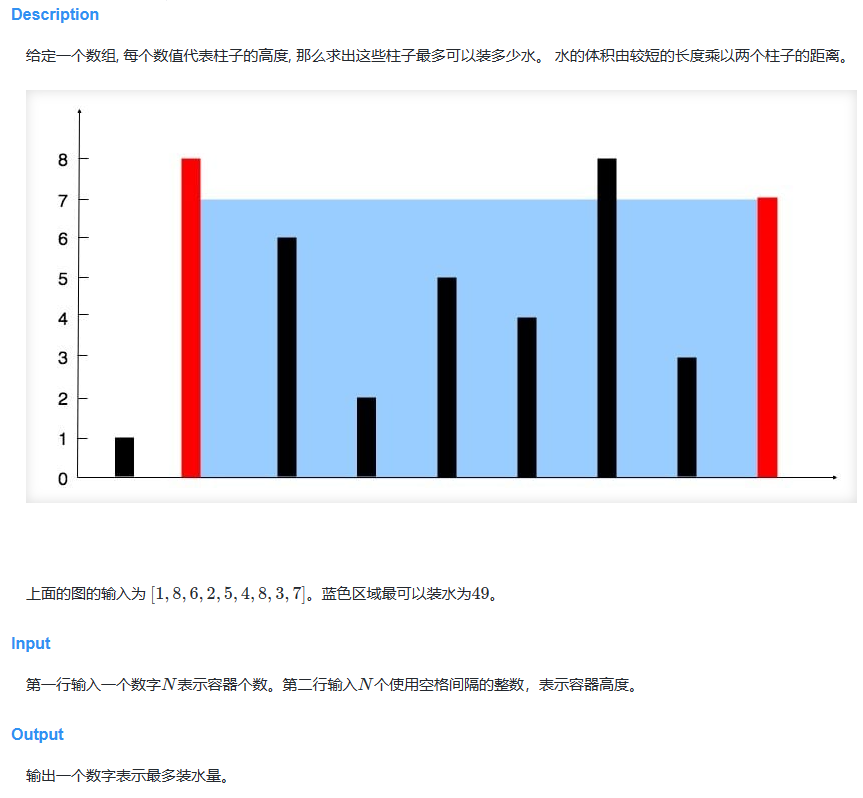 Description
给定一个数组, 每个数值代表柱子的高度, 那么求出这些柱子最多可以装多少水。 水的体积由较短的长度乘以两个柱子的距离。
8
7
6
5
4
3
2
1
0
上面的图的输入为 [1, 8, 6, 2, 5, 4, 8, 3, 7]。蓝色区域最可以装水为49。
Input
第一行输入一个数字N表示容器个数。第二行输入N个使用空格间隔的整数，表示容器高度。
Output
输出一个数字表示最多装水量。